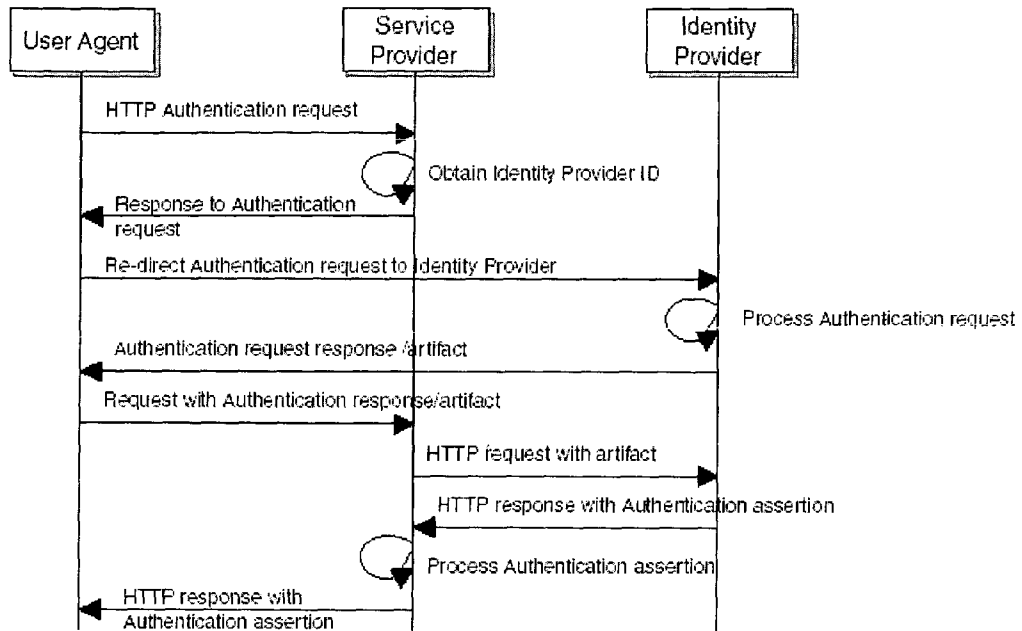 User Agent
Service
Provider
Identity
Provider
HTTP Authentication request
Obtain Identity Provider ID
Response to Authentication
request
Re-direct Authentication request to Identity Provider
Process Authentication request
Authentication request response /artifact
Request with Authentication response/artifact
HTTP request with artifact
HTTP response with Authentication assertion
Process Authentication assertion
HTTP response with
Authentication assertion